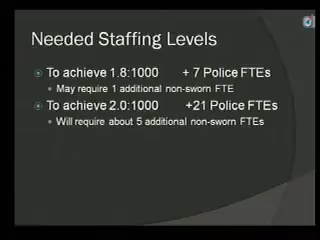 Needed Staffing Levels
To achieve 1.8:1000 + 7 Police FTEs
May require 1 additional non-sworn FTE
To achieve 2.0:1000 +21 Police FTEs
Will require about 5 additional non-sworn FTEs